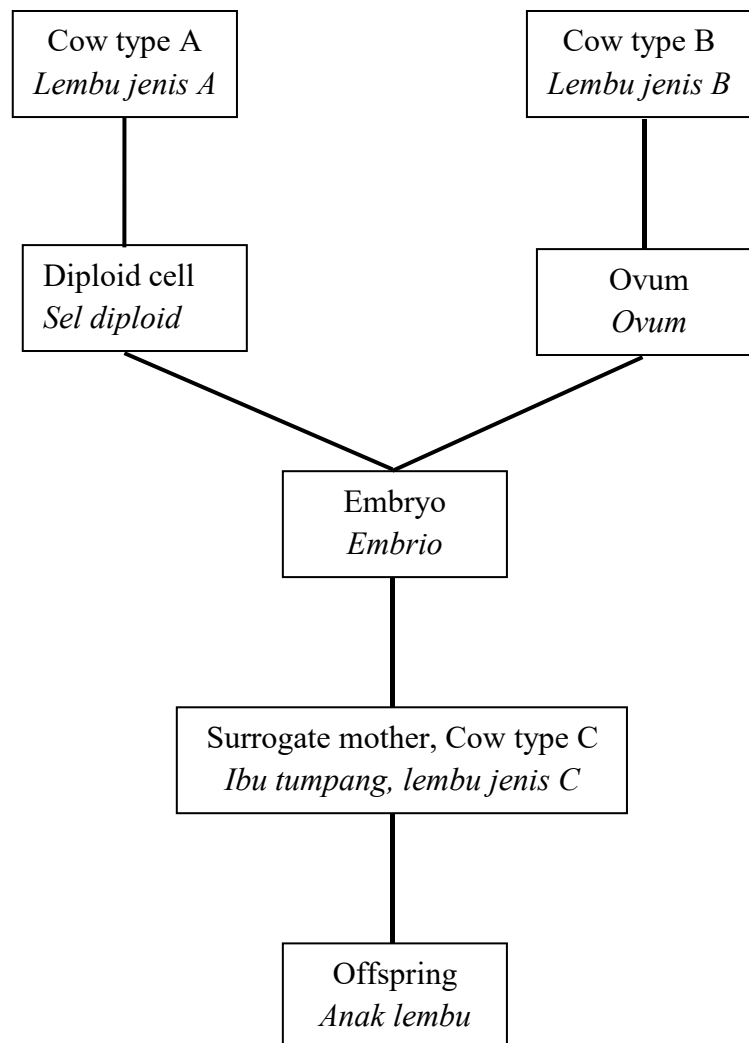 Cow type A
Lembu jenis A
Cow type B
Lembu jenis B
Diploid cell
Sel diploid
Ovum
Ovum
Embryo
Embrio
Surrogate mother, Cow type C
Ibu tumpang, lembu jenis C
Offspring
Anak lembu